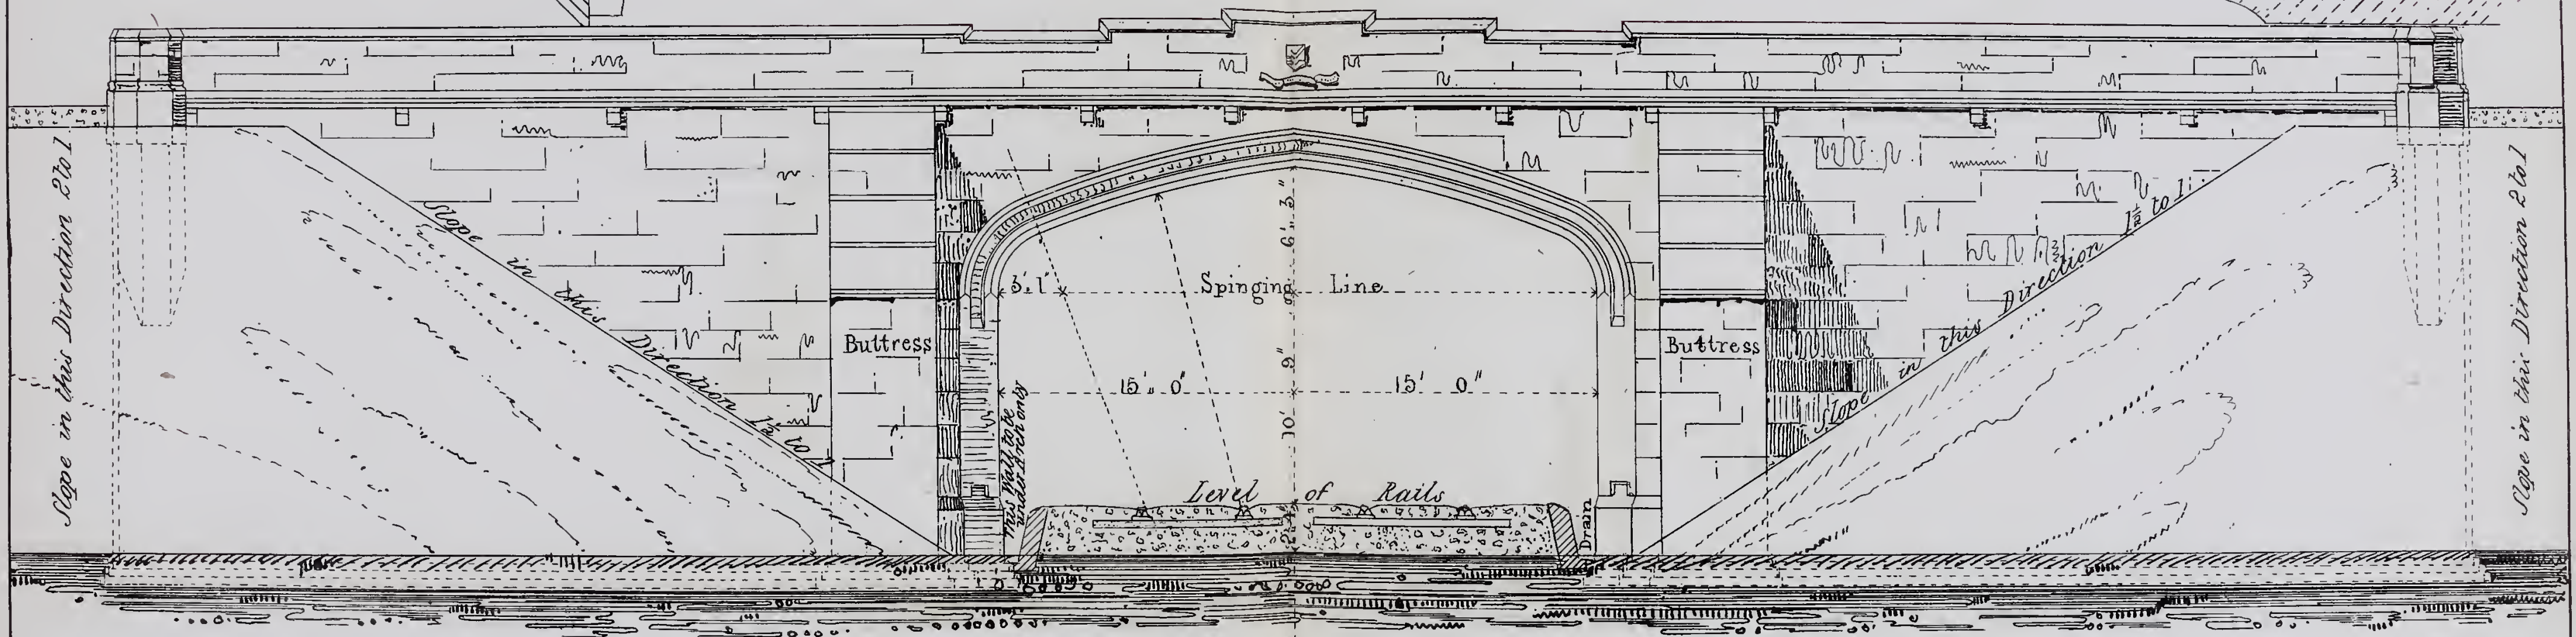 Slope in this Direction 2 to 1
Slope in this Direction 1½ to 1
Buttress
This Wall to be
under Arch only
3'. 1"
Spinging Line
6'. 3"
15'. 0"
15' 0"
10' 9"
Level of Rails
Drain
Buttress
Slope in this Direction 1½ to 1
Slope in this Direction 2 to 1